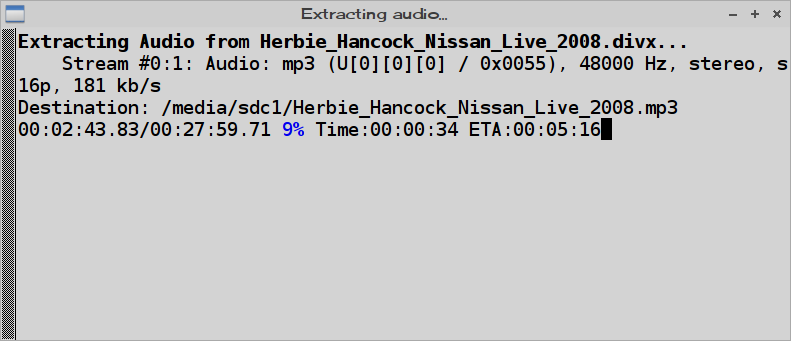 Extracting audio...
Extracting Audio from Herbie_Hancock_Nissan_Live_2008.divx...
    Stream #0:1: Audio: mp3 (U[0][0][0] / 0x0055), 48000 Hz, stereo, s
16p, 181 kb/s
Destination: /media/sdc1/Herbie_Hancock_Nissan_Live_2008.mp3
00:02:43.83/00:27:59.71 9% Time:00:00:34 ETA:00:05:16